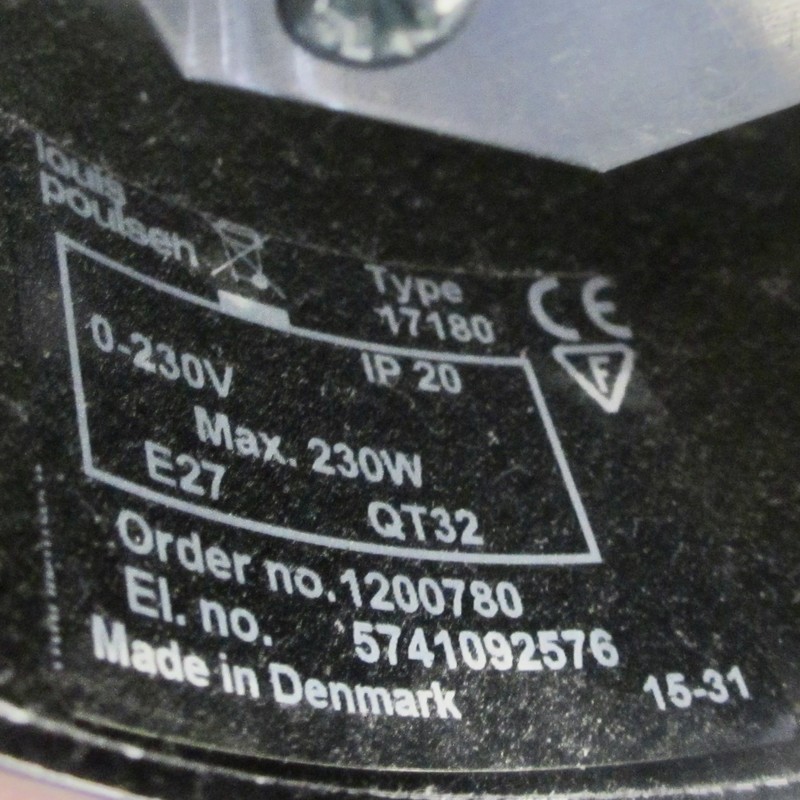 louis
poulsen
Type
17180
CE
F
0-230V
IP 20
Max. 230W
E27
QT32
Order no.1200780
El. no. 5741092576
Made in Denmark
15-31